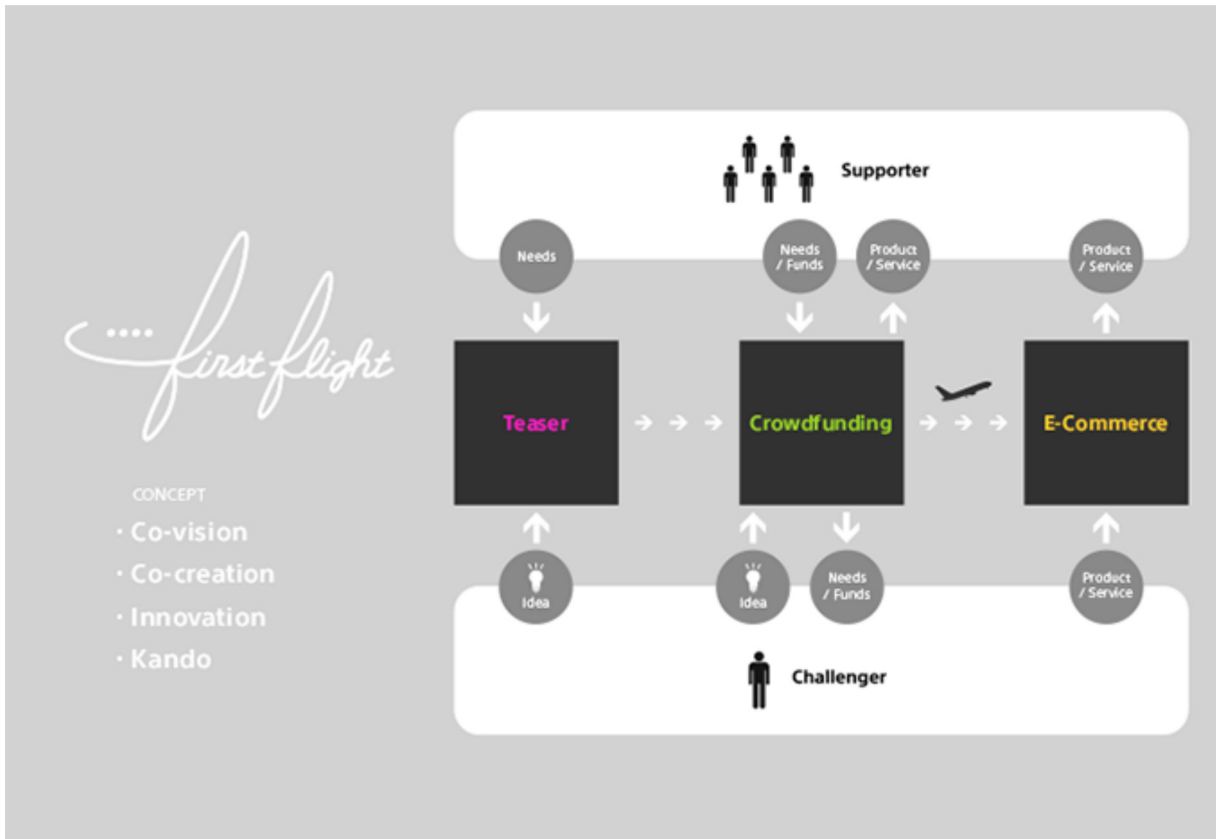 first flight
CONCEPT
· Co-vision
· Co-creation
· Innovation
· Kando
Supporter
Needs
Needs
/ Funds
Product
/ Service
Product
/ Service
Teaser
Crowdfunding
E-Commerce
Idea
Idea
Needs
/ Funds
Product
/ Service
Challenger